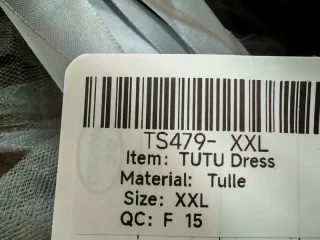 TS479- XXL
Item: TUTU Dress
Material: Tulle
Size: XXL
QC: F 15